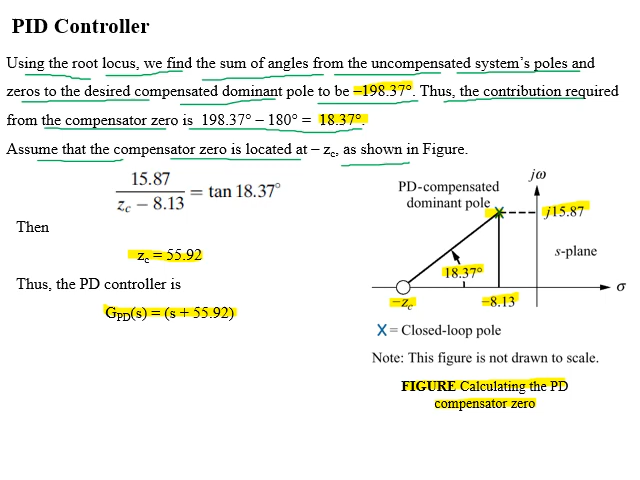 PID Controller
Using the root locus, we find the sum of angles from the uncompensated system's poles and
zeros to the desired compensated dominant pole to be –198.37°. Thus, the contribution required
from the compensator zero is 198.37° – 180° = 18.37°.
Assume that the compensator zero is located at – zc, as shown in Figure.
15.87
zc – 8.13
= tan 18.37°
Then
zc = 55.92
Thus, the PD controller is
GPD(s) = (s + 55.92)
jω
PD-compensated
dominant pole
j15.87
s-plane
18.37°
σ
–zc
–8.13
X = Closed-loop pole
Note: This figure is not drawn to scale.
FIGURE Calculating the PD
compensator zero